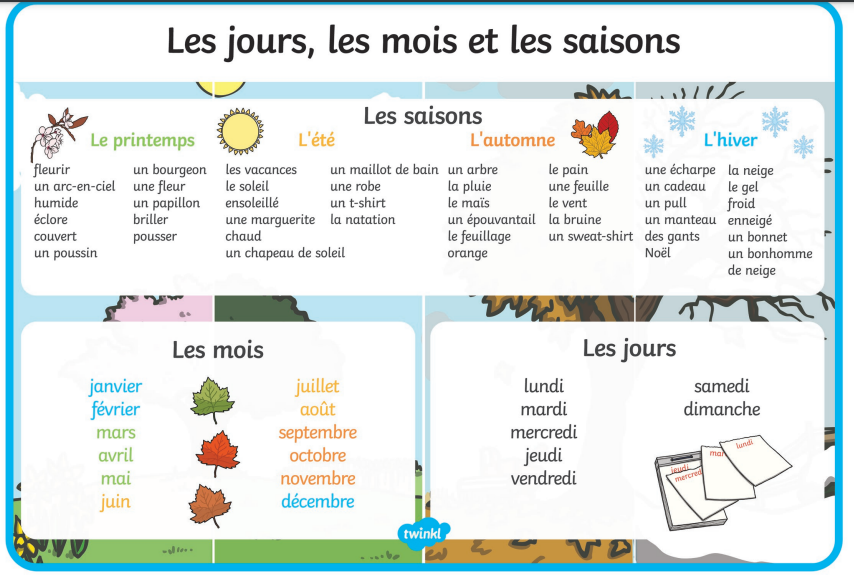 Les jours, les mois et les saisons
Les saisons
Le printemps
fleurir
un arc-en-ciel
humide
éclore
couvert
un poussin
un bourgeon
une fleur
un papillon
briller
pousser
L'été
les vacances
le soleil
ensoleillé
une marguerite
chaud
un chapeau de soleil
un maillot de bain
une robe
un t-shirt
la natation
L'automne
un arbre
la pluie
le maïs
un épouvantail
le feuillage
orange
le pain
une feuille
le vent
la bruine
un sweat-shirt
L'hiver
une écharpe
un cadeau
un pull
un manteau
des gants
Noël
la neige
le gel
froid
enneigé
un bonnet
un bonhomme
de neige
Les mois
janvier
février
mars
avril
mai
juin
juillet
août
septembre
octobre
novembre
décembre
Les jours
lundi
mardi
mercredi
jeudi
vendredi
samedi
dimanche
lundi
mar
jeudi
mercred
twinkl